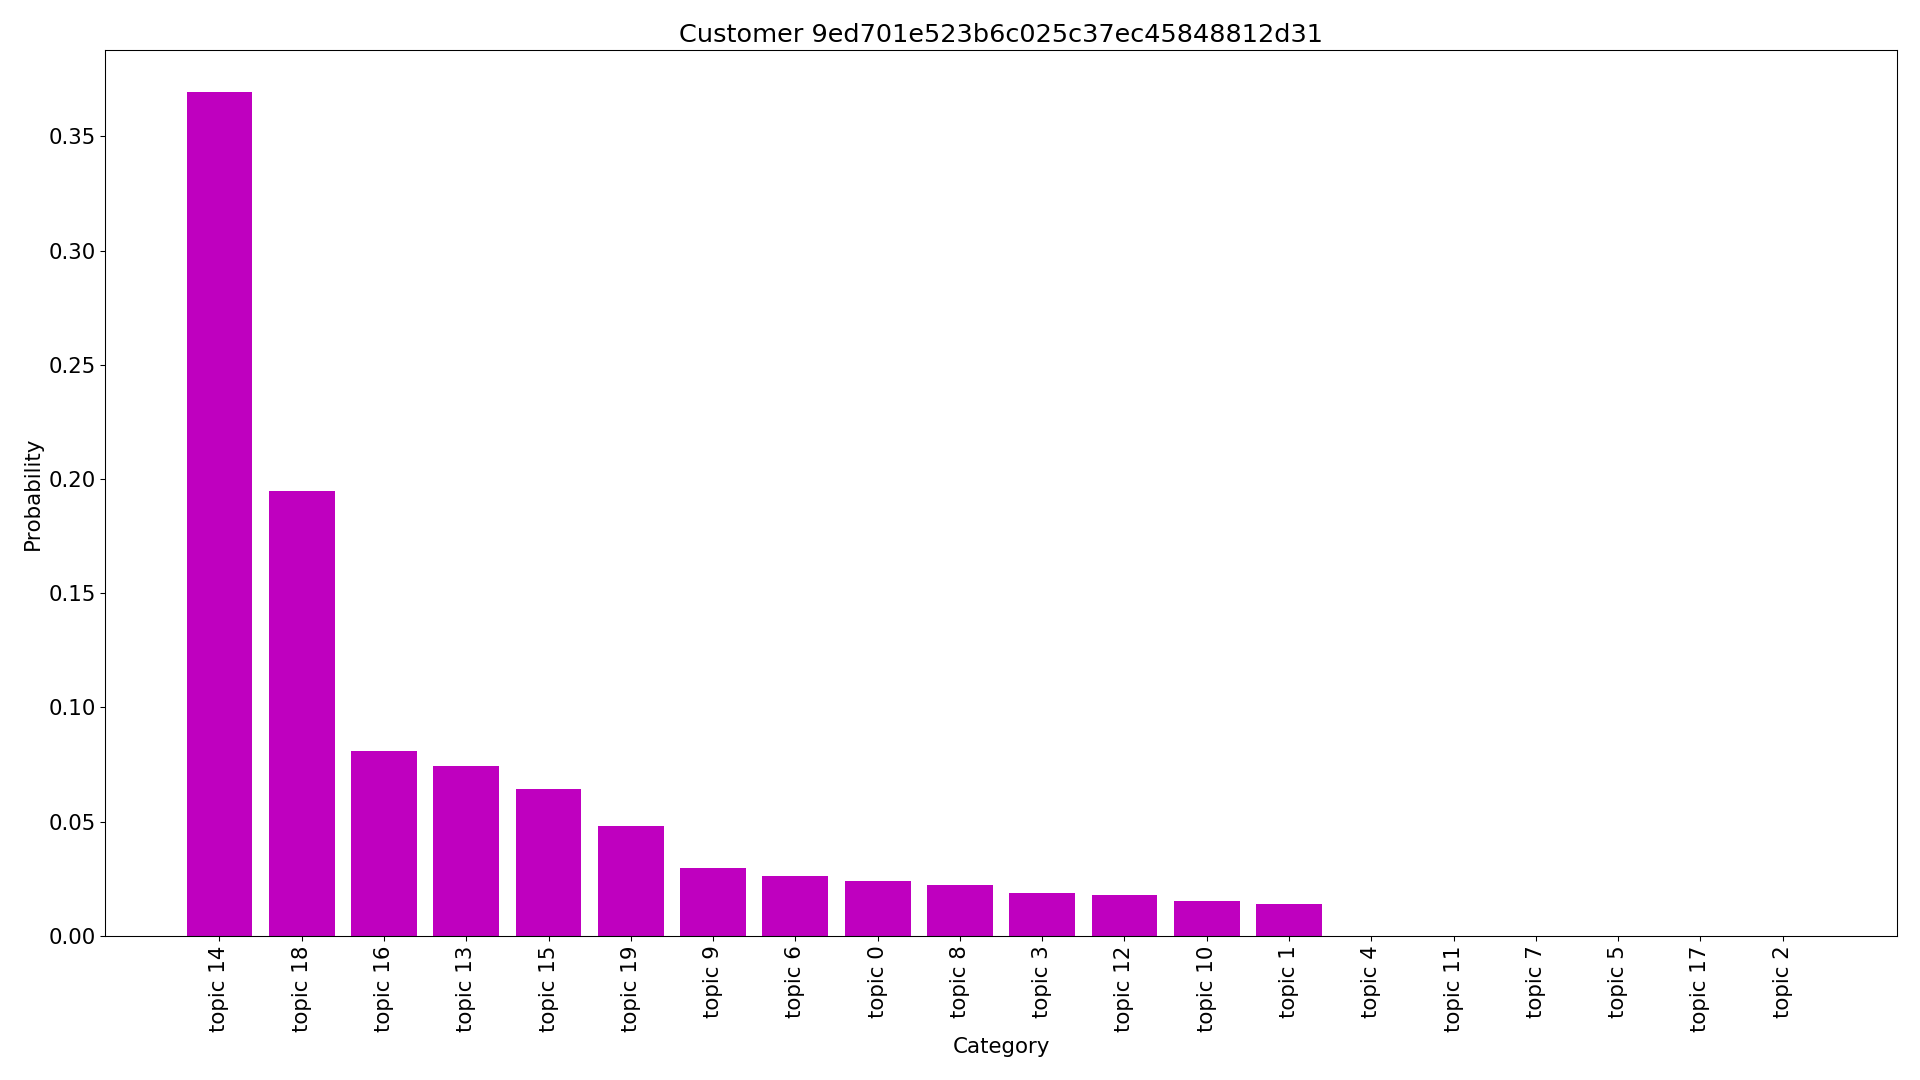 Customer 9ed701e523b6c025c37ec45848812d31
Probability
0.35
0.30
0.25
0.20
0.15
0.10
0.05
0.00
topic 14
topic 18
topic 16
topic 13
topic 15
topic 19
topic 9
topic 6
topic 0
topic 8
topic 3
topic 12
topic 10
topic 1
topic 4
topic 11
topic 7
topic 5
topic 17
topic 2
Category